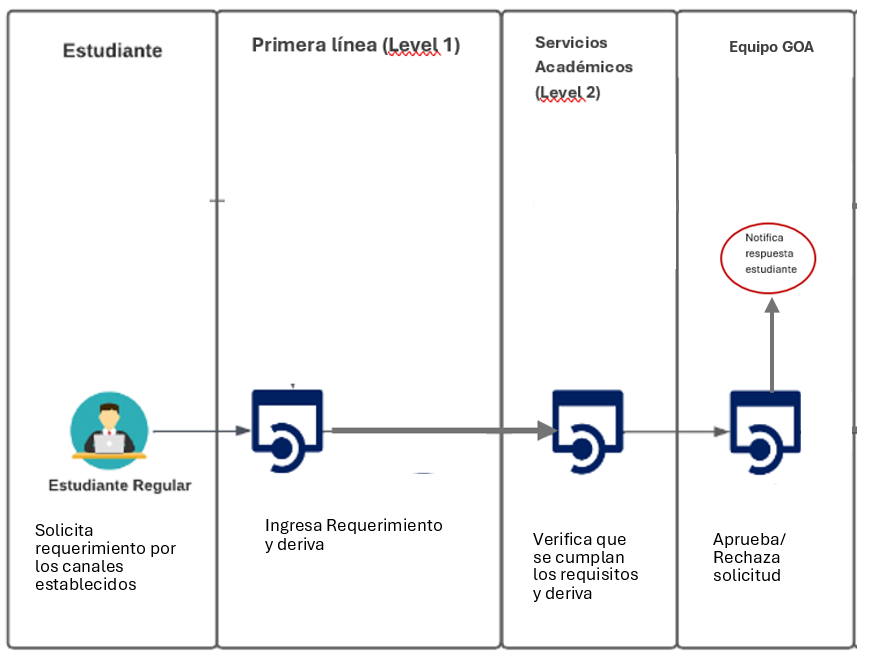 Estudiante
Primera línea (Level 1)
Servicios
Académicos
(Level 2)
Equipo GOA
Notifica
respuesta
estudiante
Estudiante Regular
Solicita
requerimiento por
los canales
establecidos
Ingresa Requerimiento
y deriva
Verifica que
se cumplan
los requisitos
y deriva
Aprueba/
Rechaza
solicitud